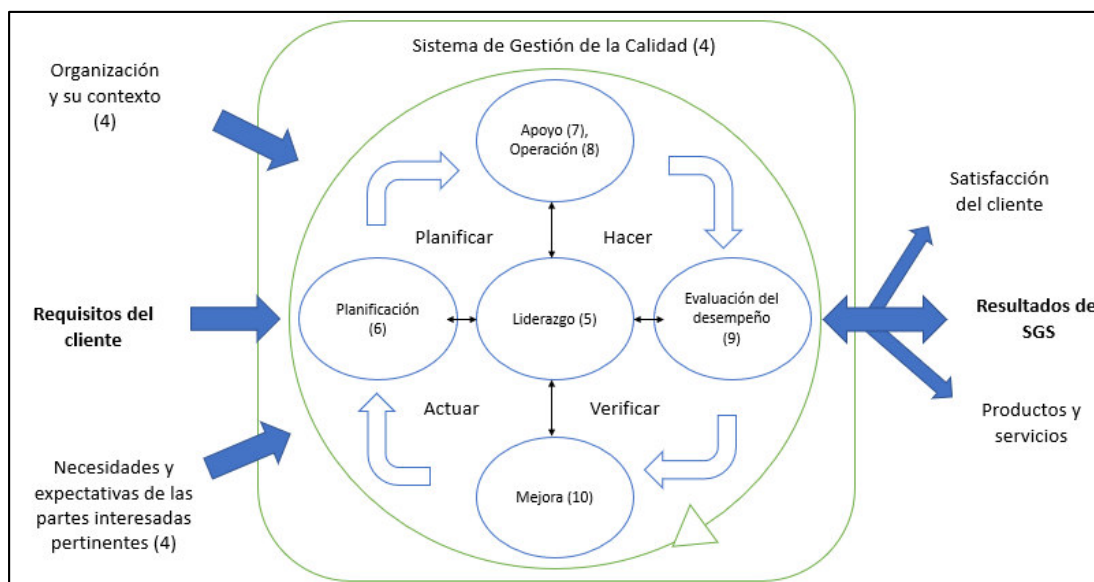 Sistema de Gestión de la Calidad (4)
Organización
y su contexto
(4)
Apoyo (7),
Operación (8)
Satisfacción
del cliente
Planificar
Hacer
Requisitos del
cliente
Planificación
(6)
Liderazgo (5)
Evaluación del
desempeño
(9)
Resultados de
SGS
Actuar
Verificar
Productos y
servicios
Necesidades y
expectativas de las
partes interesadas
pertinentes (4)
Mejora (10)